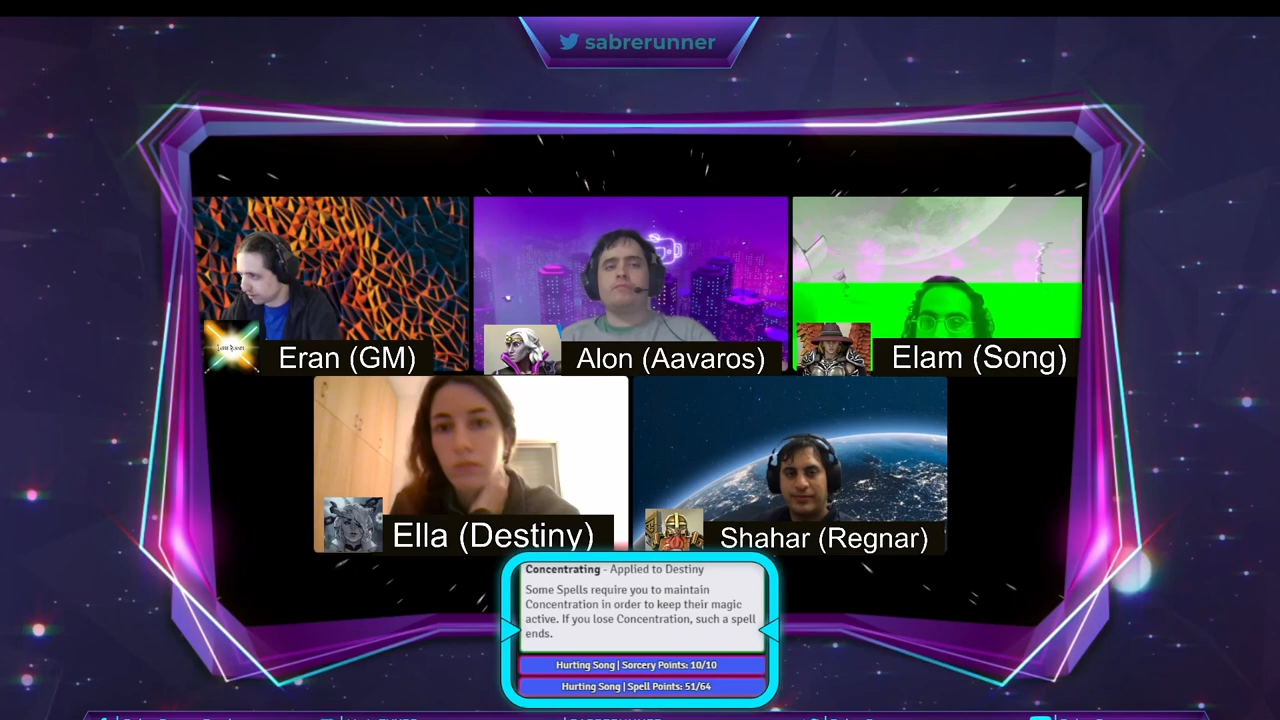 sabrerunner
Eran (GM)
Alon (Aavaros)
Elam (Song)
Ella (Destiny)
Shahar (Regnar)
Concentrating - Applied to Destiny
Some Spells require you to maintain
Concentration in order to keep their magic
active. If you lose Concentration, such a spell
ends.
Hurting Song | Sorcery Points: 10/10
Hurting Song | Spell Points: 51/64